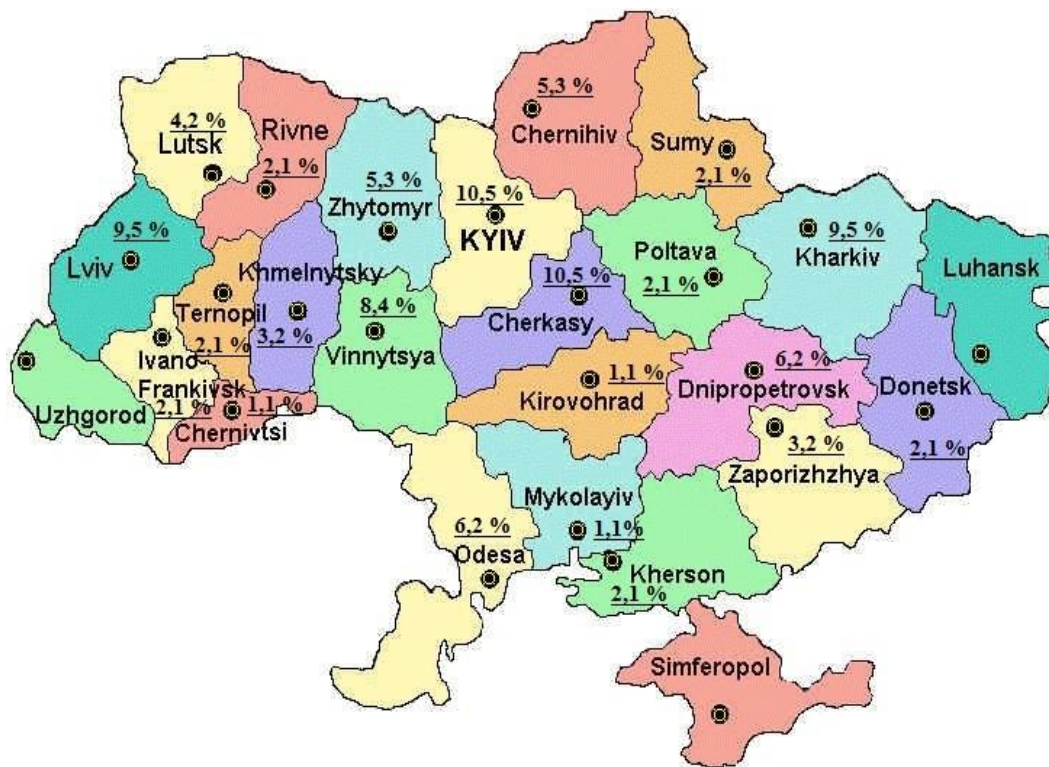 5,3 %
Chernihiv
4,2 %
Lutsk
Rivne
2,1 %
Sumy
2,1 %
5,3 %
Zhytomyr
10,5 %
KYIV
9,5 %
Lviv
9,5 %
Kharkiv
Poltava
2,1 %
Luhansk
Khmelnytsky
3,2 %
10,5 %
Cherkasy
Ternopil
2,1 %
8,4 %
Vinnytsya
Ivano-
Frankivsk
2,1 %
6,2 %
Dnipropetrovsk
1,1 %
Kirovohrad
Donetsk
2,1 %
Uzhgorod
1,1 %
Chernivtsi
3,2 %
Zaporizhzhya
Mykolayiv
1,1%
6,2 %
Odesa
Kherson
2,1 %
Simferopol